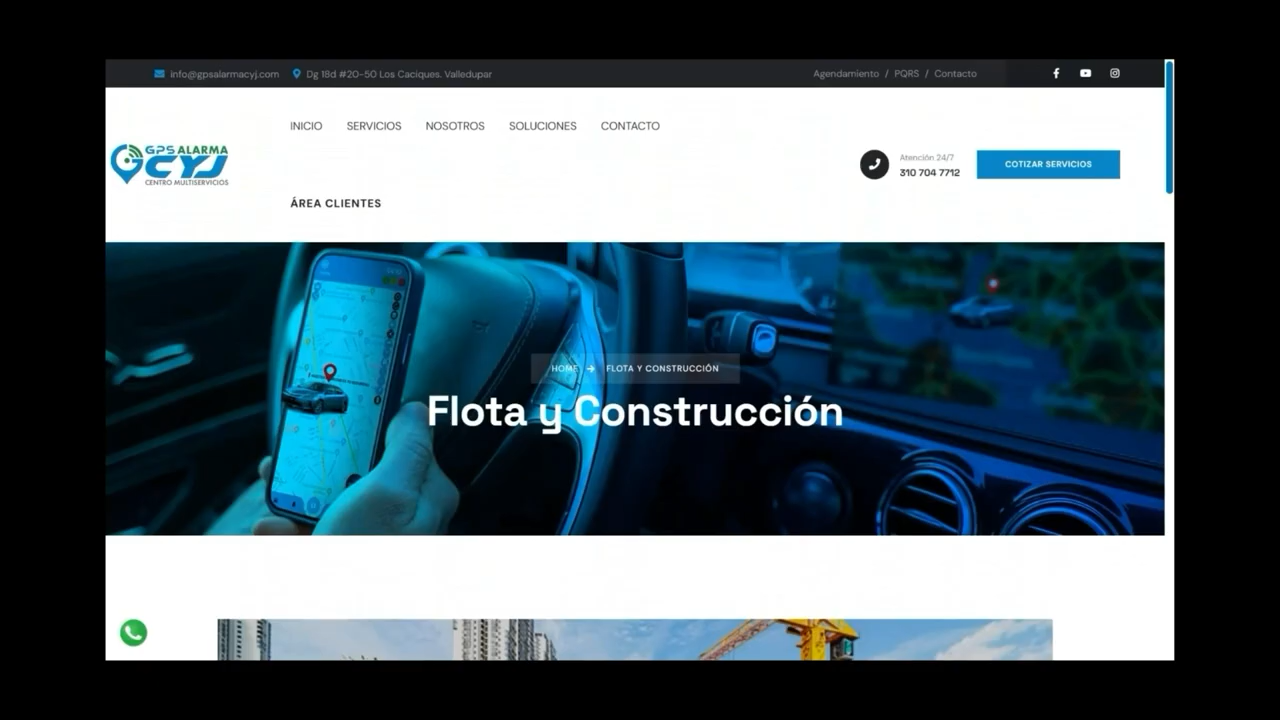 info@gpsalarmacyj.com Dg 18d #20-50 Los Caciques. Valledupar Agendamiento / PQRS / Contacto
INICIO SERVICIOS NOSOTROS SOLUCIONES CONTACTO
GPS ALARMA
CYJ
CENTRO MULTISERVICIOS
Atención 24/7
310 704 7712
COTIZAR SERVICIOS
ÁREA CLIENTES
HOME → FLOTA Y CONSTRUCCIÓN
Flota y Construcción